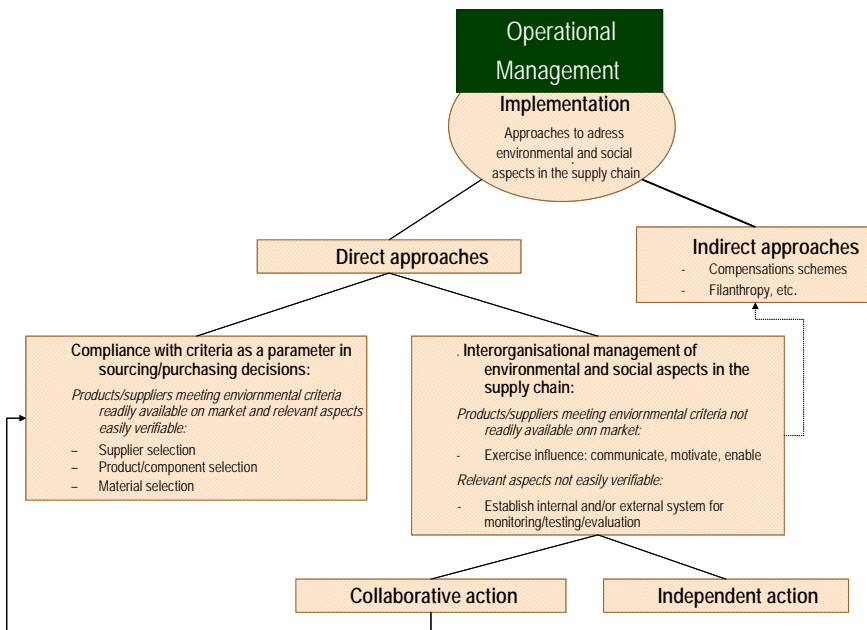 Operational
Management
Implementation
Approaches to adress
environmental and social
aspects in the supply chain
.
Direct approaches
Indirect approaches
- Compensations schemes
- Filanthropy, etc.
Compliance with criteria as a parameter in
sourcing/purchasing decisions:
Products/suppliers meeting enviornmental criteria
readily available on market and relevant aspects
easily verifiable:
– Supplier selection
– Product/component selection
– Material selection
. Interorganisational management of
environmental and social aspects in the
supply chain:
Products/suppliers meeting enviornmental criteria not
readily available onn market:
- Exercise influence: communicate, motivate, enable
Relevant aspects not easily verifiable:
- Establish internal and/or external system for
monitoring/testing/evaluation
Collaborative action
Independent action